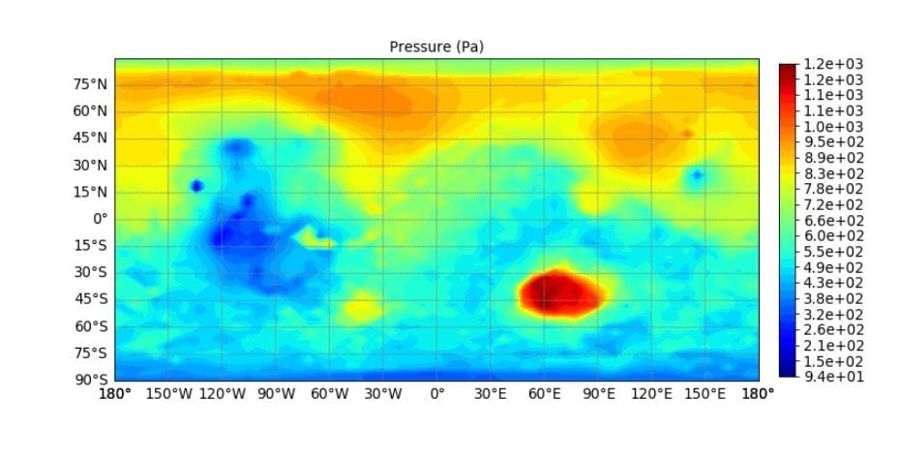 Pressure (Pa)
75°N
60°N
45°N
30°N
15°N
0°
15°S
30°S
45°S
60°S
75°S
90°S
180° 150°W 120°W 90°W 60°W 30°W 0° 30°E 60°E 90°E 120°E 150°E 180°
1.2e+03
1.2e+03
1.1e+03
1.1e+03
1.0e+03
9.5e+02
8.9e+02
8.3e+02
7.8e+02
7.2e+02
6.6e+02
6.0e+02
5.5e+02
4.9e+02
4.3e+02
3.8e+02
3.2e+02
2.6e+02
2.1e+02
1.5e+02
9.4e+01